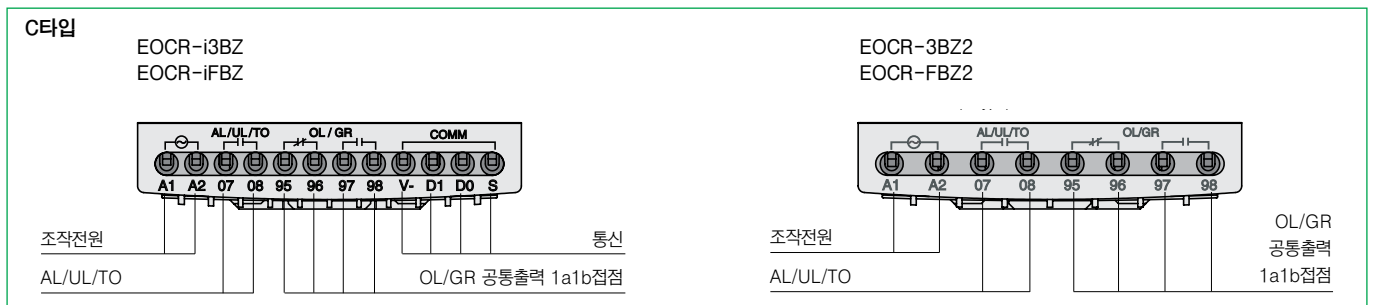 C타입
EOCR-i3BZ
EOCR-iFBZ
AL/UL/TO OL / GR COMM
A1 A2 07 08 95 96 97 98 V- D1 D0 S
조작전원 통신
AL/UL/TO OL/GR 공통출력 1a1b접점
EOCR-3BZ2
EOCR-FBZ2
AL/UL/TO OL/GR
A1 A2 07 08 95 96 97 98
조작전원
AL/UL/TO
OL/GR
공통출력
1a1b접점